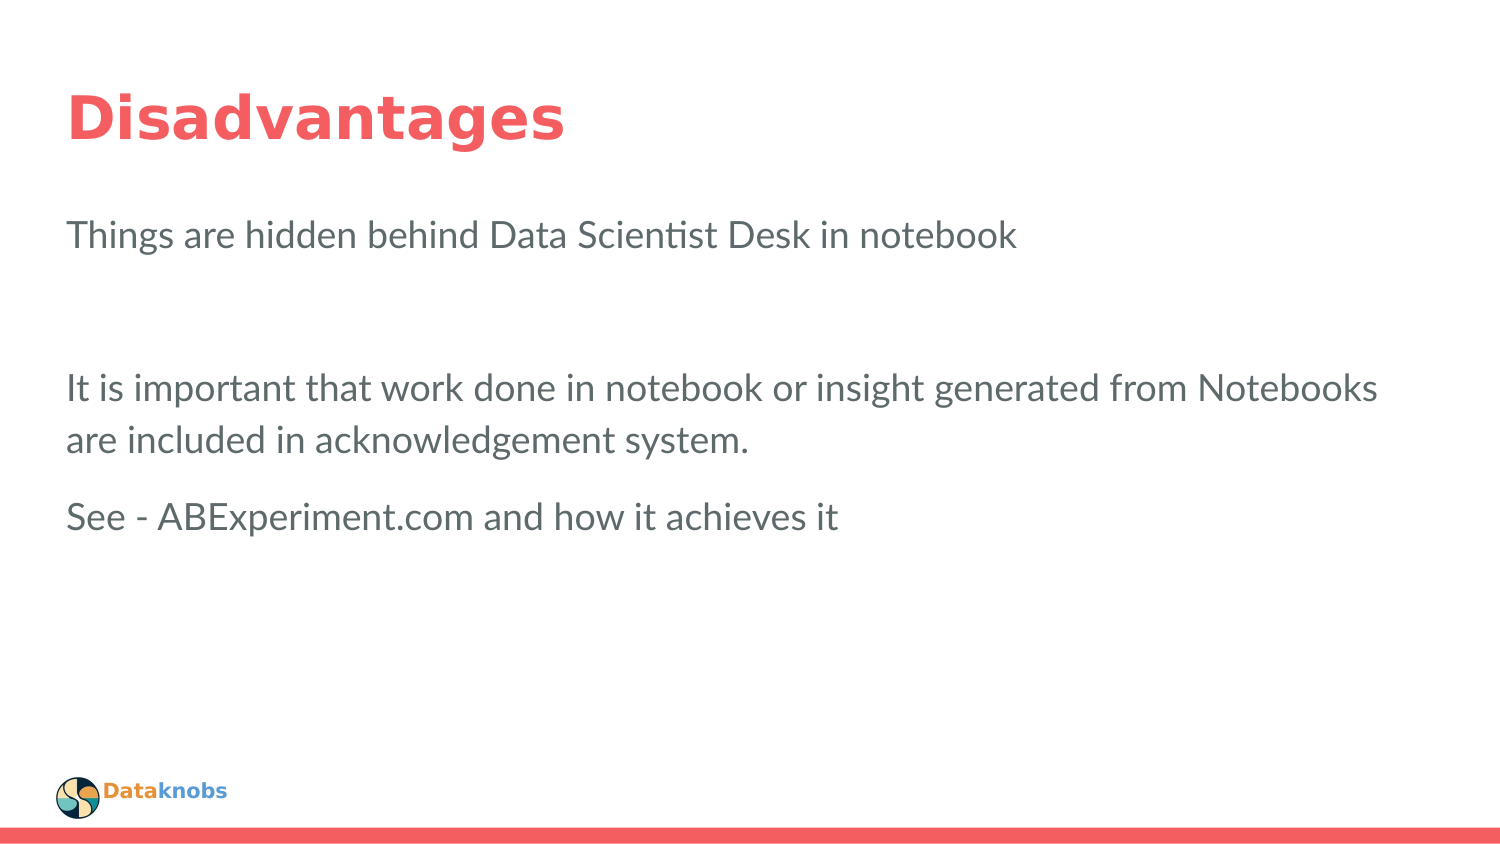 Disadvantages
Things are hidden behind Data Scientist Desk in notebook
It is important that work done in notebook or insight generated from Notebooks
are included in acknowledgement system.
See - ABExperiment.com and how it achieves it
Dataknobs